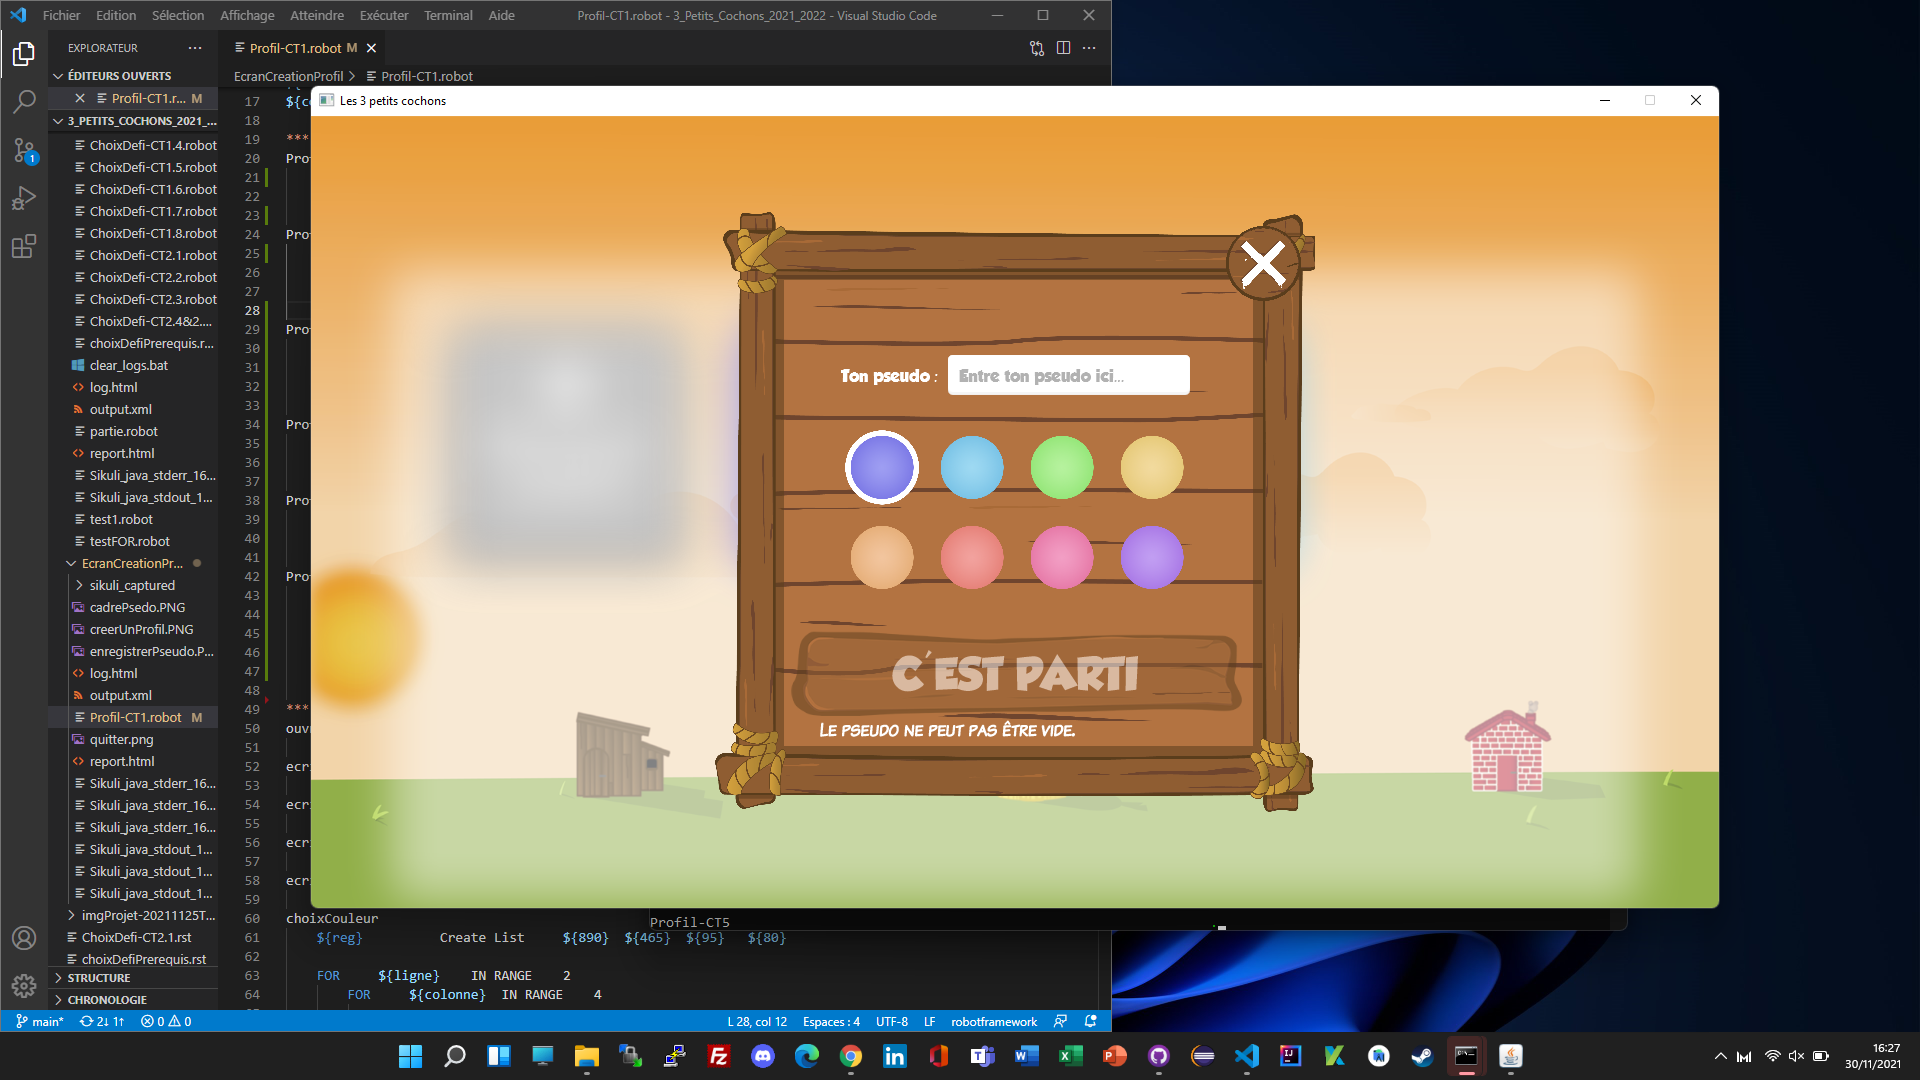 Fichier Edition Sélection Affichage Atteindre Exécuter Terminal Aide
Profil-CT1.robot - 3_Petits_Cochons_2021_2022 - Visual Studio Code
EXPLORATEUR
Profil-CT1.robot M
ÉDITEURS OUVERTS
EcranCreationProfil > Profil-CT1.robot
Profil-CT1.r... M
3_PETITS_COCHONS_2021_...
ChoixDefi-CT1.4.robot
ChoixDefi-CT1.5.robot
ChoixDefi-CT1.6.robot
ChoixDefi-CT1.7.robot
ChoixDefi-CT1.8.robot
ChoixDefi-CT2.1.robot
ChoixDefi-CT2.2.robot
ChoixDefi-CT2.3.robot
ChoixDefi-CT2.4&2....
choixDefiPrerequis.r...
clear_logs.bat
log.html
output.xml
partie.robot
report.html
Sikuli_java_stderr_16...
Sikuli_java_stdout_1...
test1.robot
testFOR.robot
EcranCreationPr...
sikuli_captured
cadrePsedo.PNG
creerUnProfil.PNG
enregistrerPseudo.P...
log.html
output.xml
Profil-CT1.robot M
quitter.png
report.html
Sikuli_java_stderr_16...
Sikuli_java_stderr_16...
Sikuli_java_stderr_16...
Sikuli_java_stdout_1...
Sikuli_java_stdout_1...
Sikuli_java_stdout_1...
imgProjet-20211125T...
ChoixDefi-CT2.1.rst
choixDefiPrerequis.rst
STRUCTURE
CHRONOLOGIE
1
17 ${c
18
19 ***
20 Pro
21
22
23
24 Pro
25
26
27
28
29 Pro
30
31
32
33
34 Pro
35
36
37
38 Pro
39
40
41
42 Pro
43
44
45
46
47
48
49 ***
50 ouv
51
52 ecr
53
54 ecr
55
56 ecr
57
58 ecr
59
60 choixCouleur
61 ${reg} Create List ${890} ${465} ${95} ${80}
62
63 FOR ${ligne} IN RANGE 2
64 FOR ${colonne} IN RANGE 4
Les 3 petits cochons
Ton pseudo :
Entre ton pseudo ici...
C'EST PARTI
Le pseudo ne peut pas être vide.
Profil-CT5
main* 2↓ 1↑ 0 0
L 28, col 12 Espaces : 4 UTF-8 LF robotframework
16:27
30/11/2021